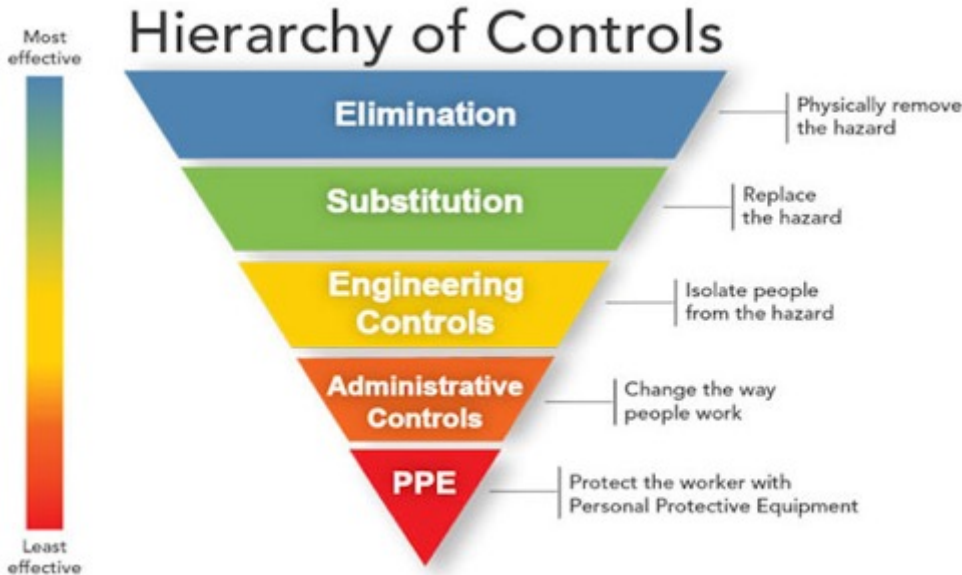 Hierarchy of Controls
Most
effective
Elimination
Physically remove
the hazard
Substitution
Replace
the hazard
Engineering
Controls
Isolate people
from the hazard
Administrative
Controls
Change the way
people work
PPE
Protect the worker with
Personal Protective Equipment
Least
effective